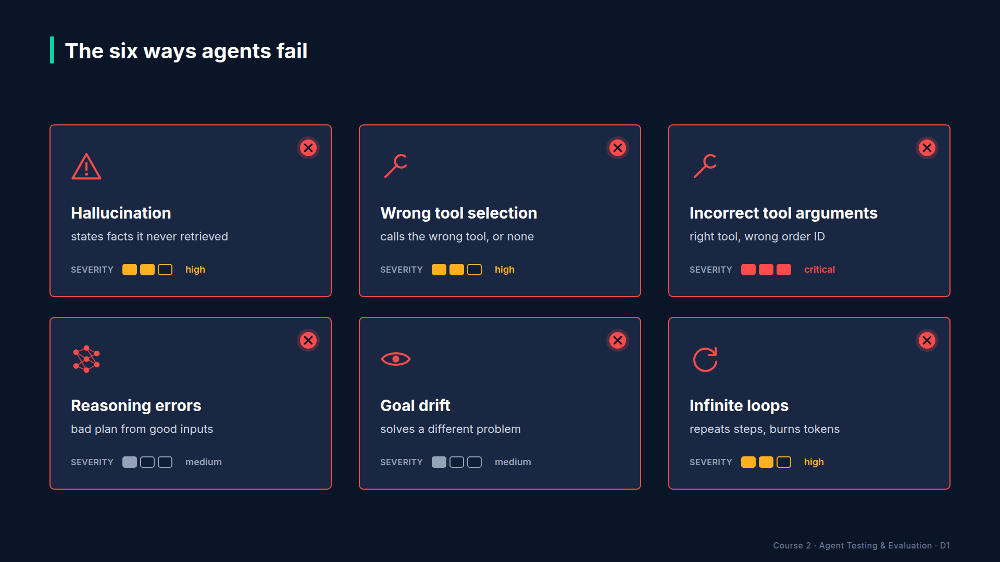 The six ways agents fail
Hallucination
states facts it never retrieved
SEVERITY high
Wrong tool selection
calls the wrong tool, or none
SEVERITY high
Incorrect tool arguments
right tool, wrong order ID
SEVERITY critical
Reasoning errors
bad plan from good inputs
SEVERITY medium
Goal drift
solves a different problem
SEVERITY medium
Infinite loops
repeats steps, burns tokens
SEVERITY high
Course 2 · Agent Testing & Evaluation · D1